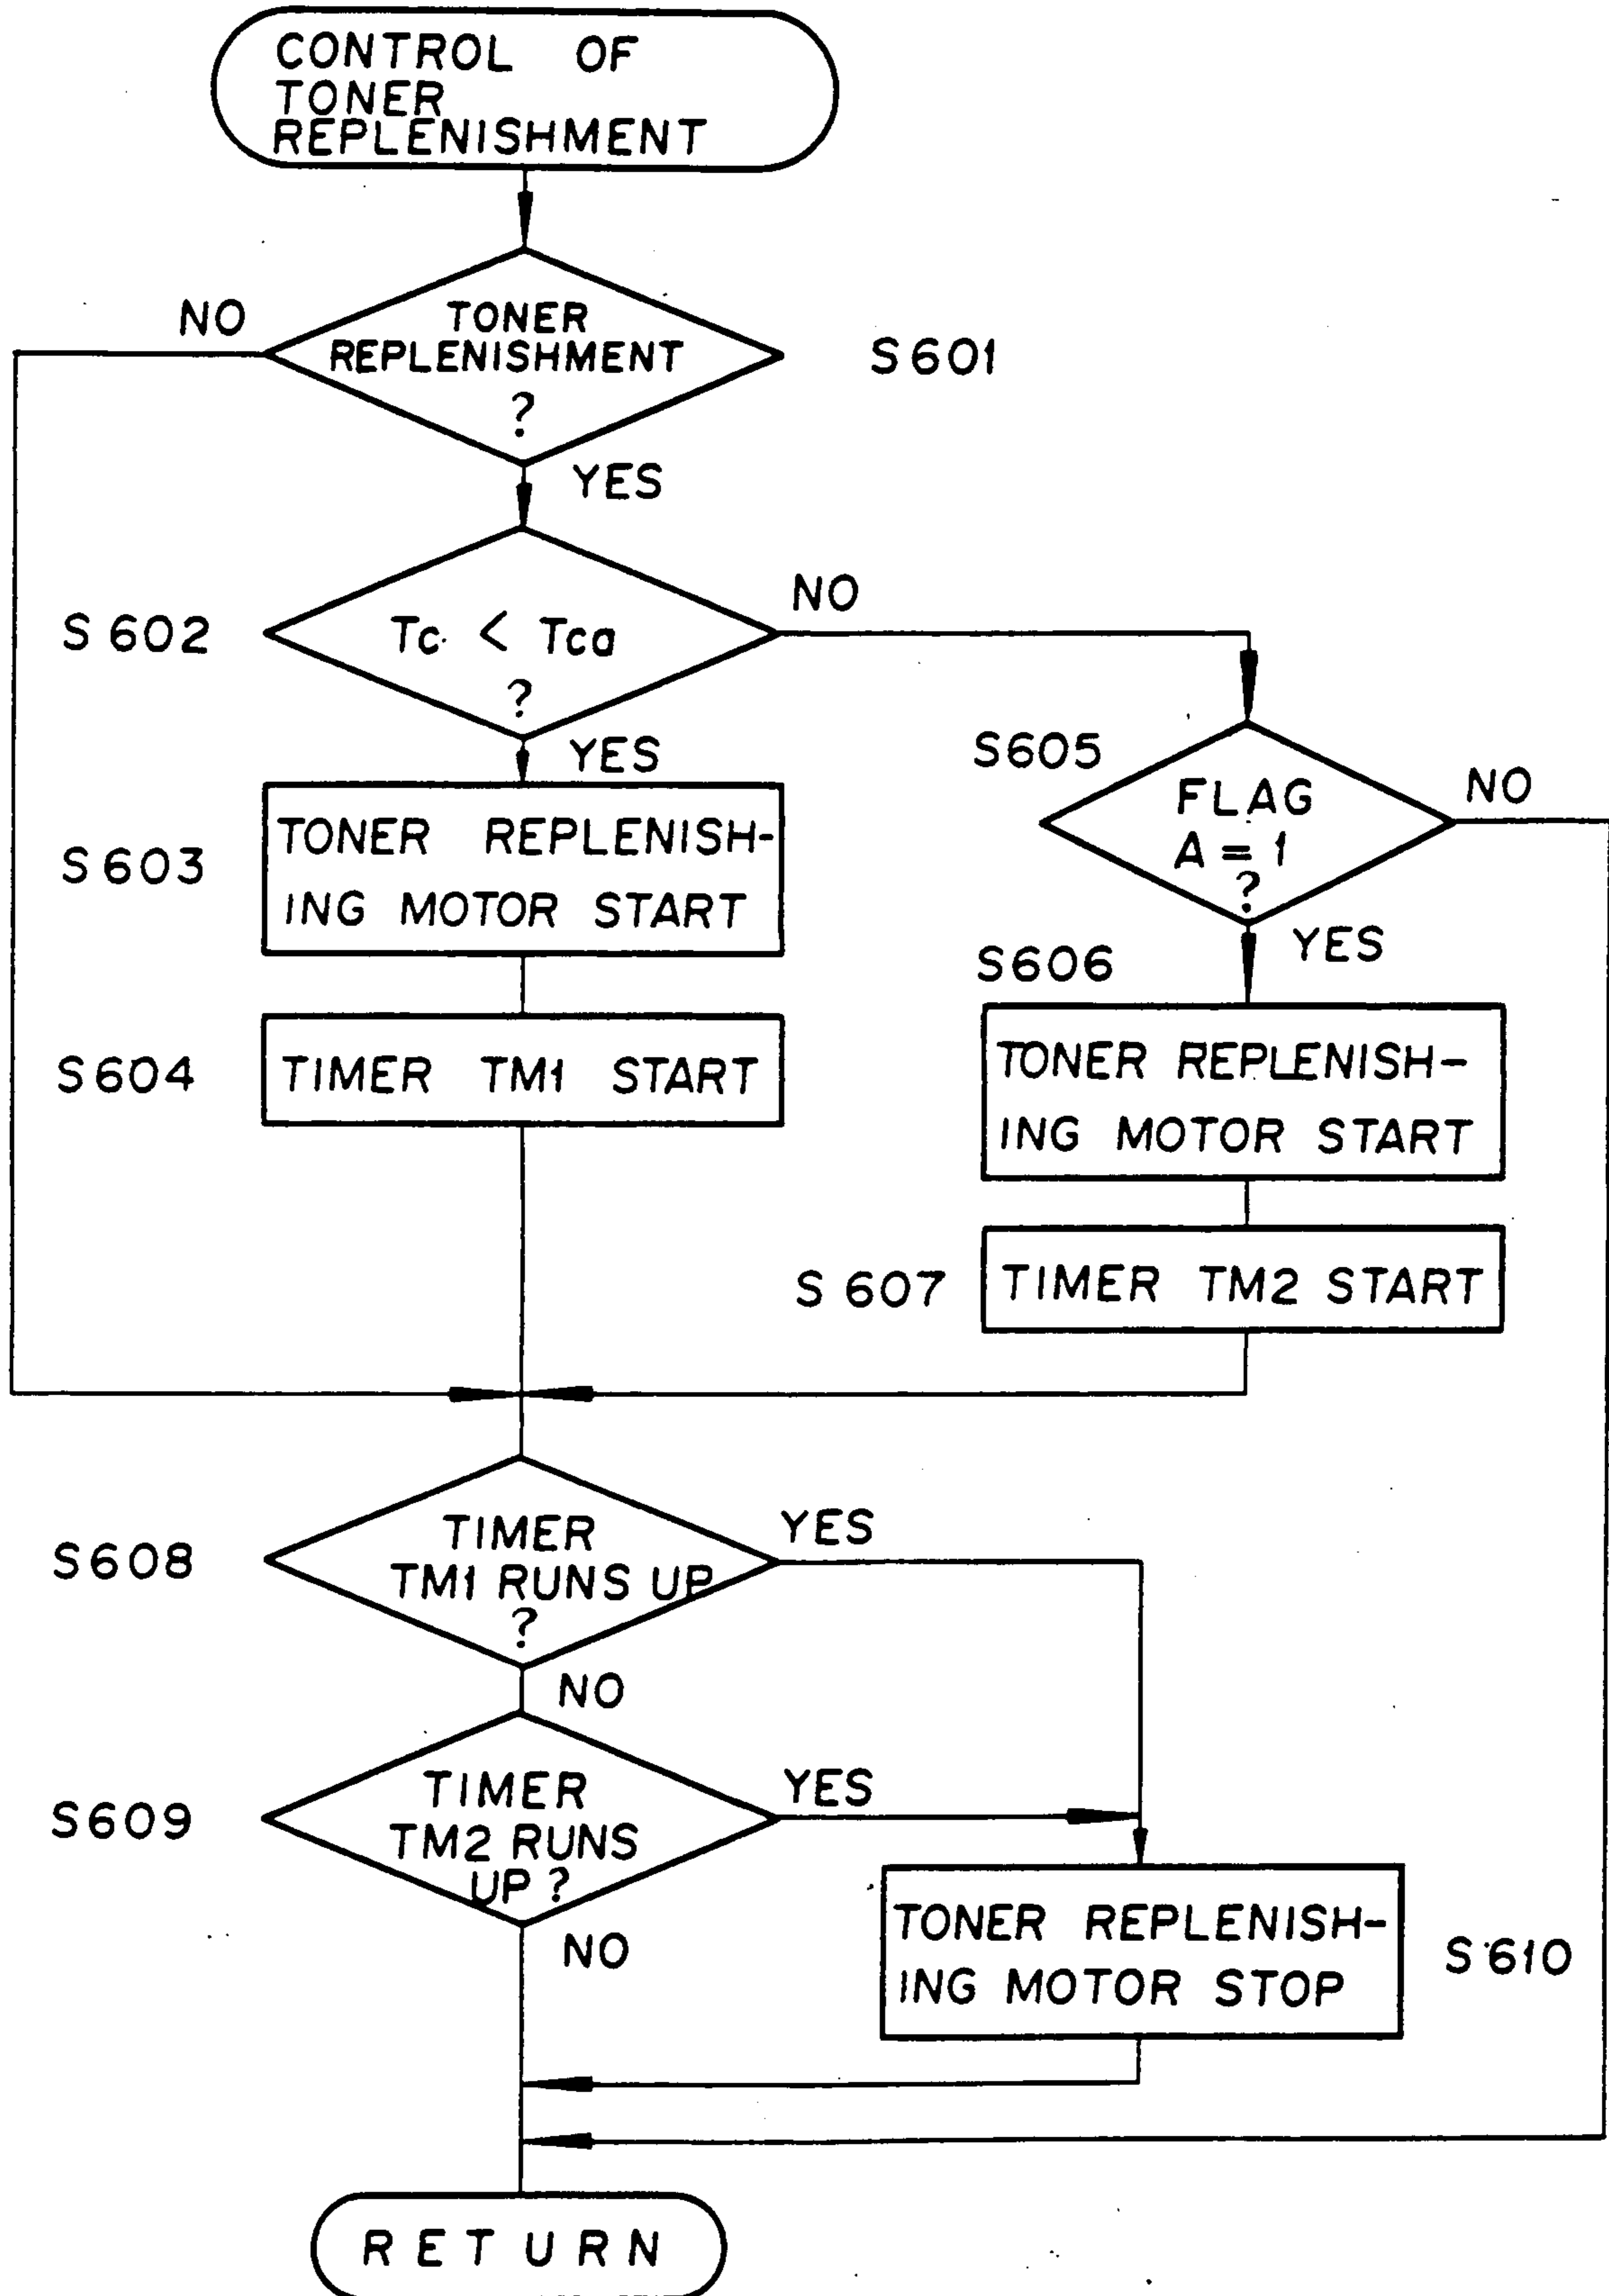 CONTROL OF
TONER
REPLENISHMENT
NO
TONER
REPLENISHMENT
?
S601
YES
S602
Tc < Tca
?
NO
YES
S605
FLAG
A = 1
?
NO
S603
TONER REPLENISH-
ING MOTOR START
YES
S606
S604
TIMER TM1 START
TONER REPLENISH-
ING MOTOR START
S607
TIMER TM2 START
S608
TIMER
TM1 RUNS UP
?
YES
NO
S609
TIMER
TM2 RUNS
UP ?
YES
NO
TONER REPLENISH-
ING MOTOR STOP
S610
RETURN